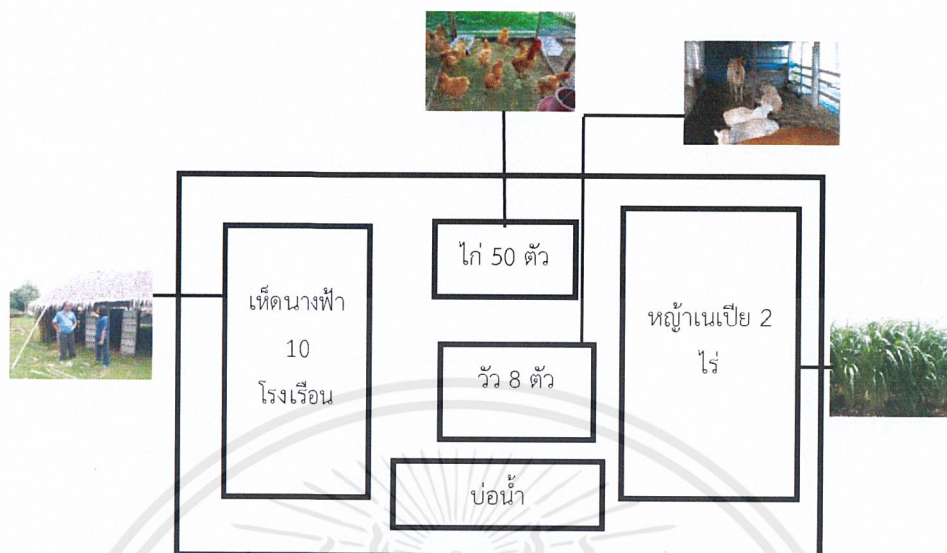 ไก่ 50 ตัว
เห็ดนางฟ้า
10
โรงเรือน
หญ้าเนเปีย 2
ไร่
วัว 8 ตัว
บ่อน้ำ